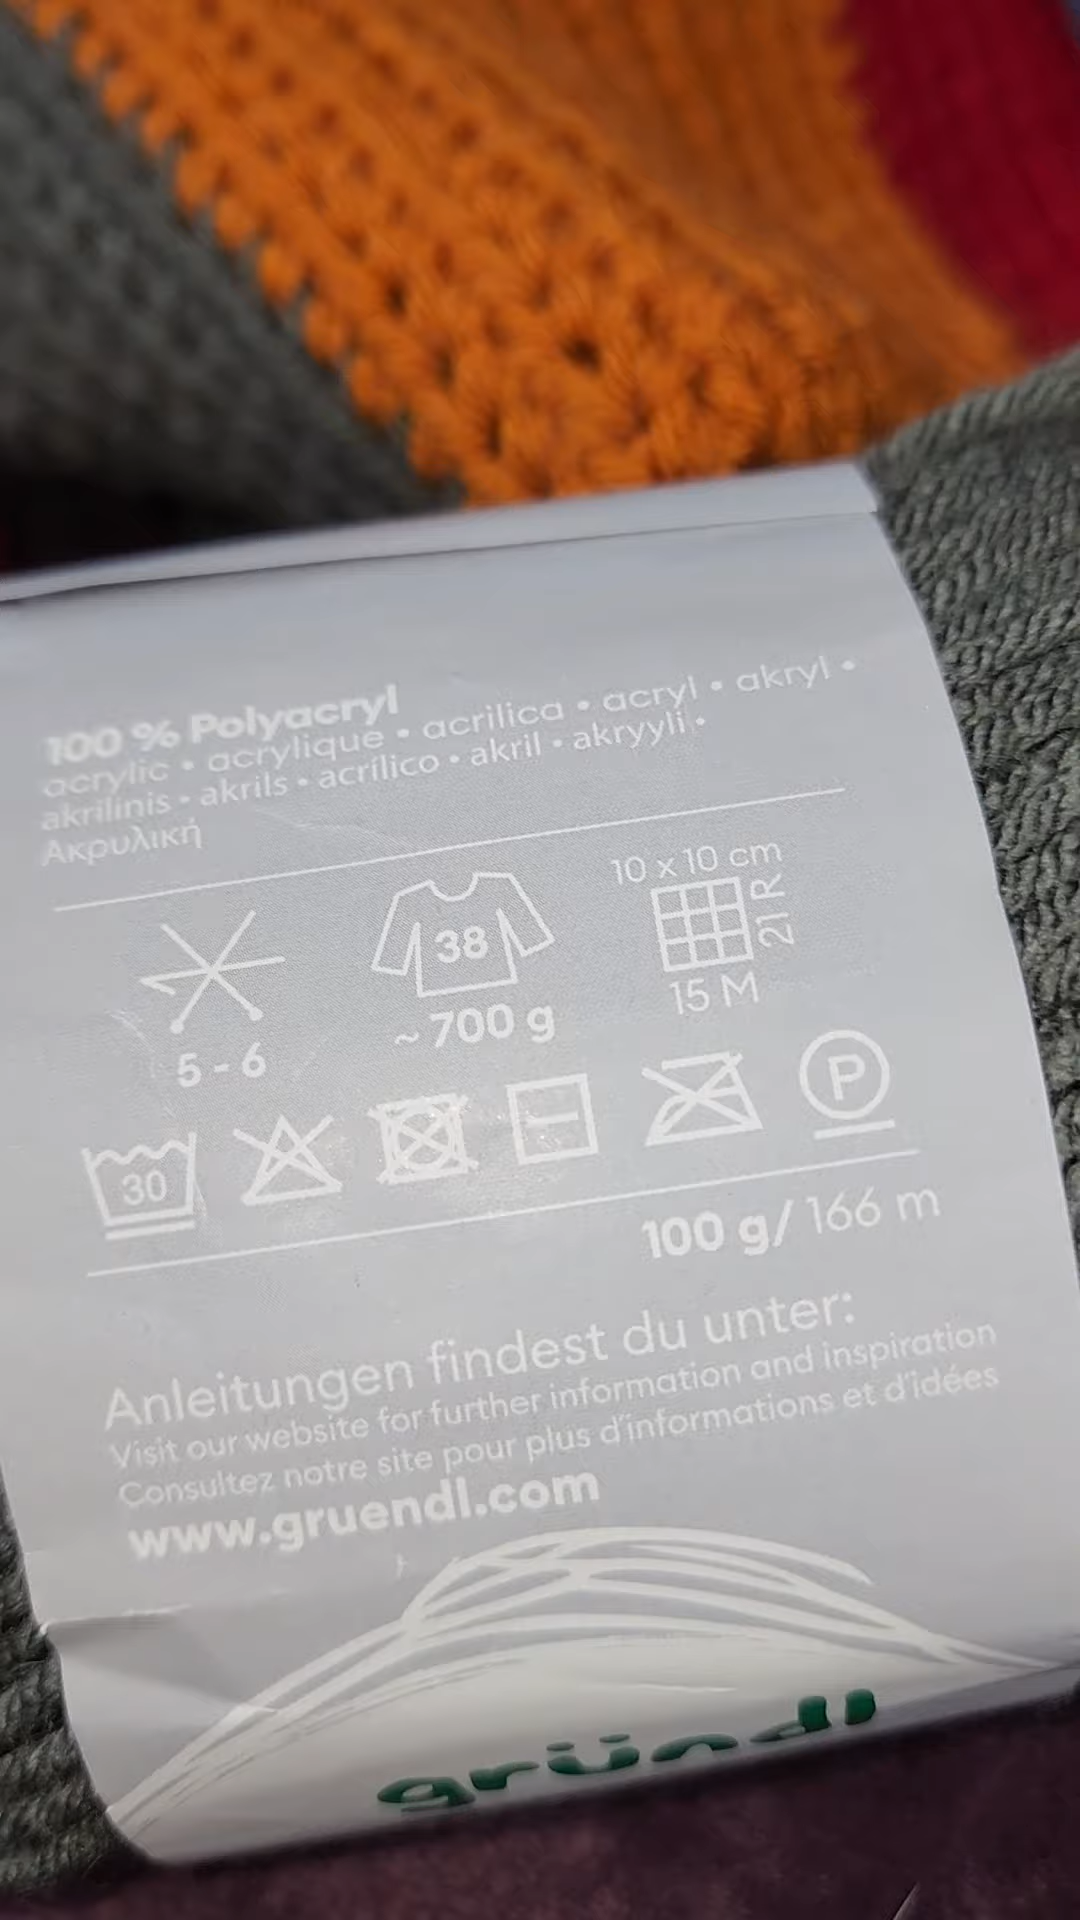 100 % Polyacryl
acrylic • acrylique • acrilica • acryl • akryl •
akrilinis • akrils • acrílico • akril • akryyli •
Ακρυλική
5 - 6
38
~ 700 g
10 x 10 cm
21 R
15 M
30
P
100 g/ 166 m
Anleitungen findest du unter:
Visit our website for further information and inspiration
Consultez notre site pour plus d'informations et d'idées
www.gruendl.com
gründl